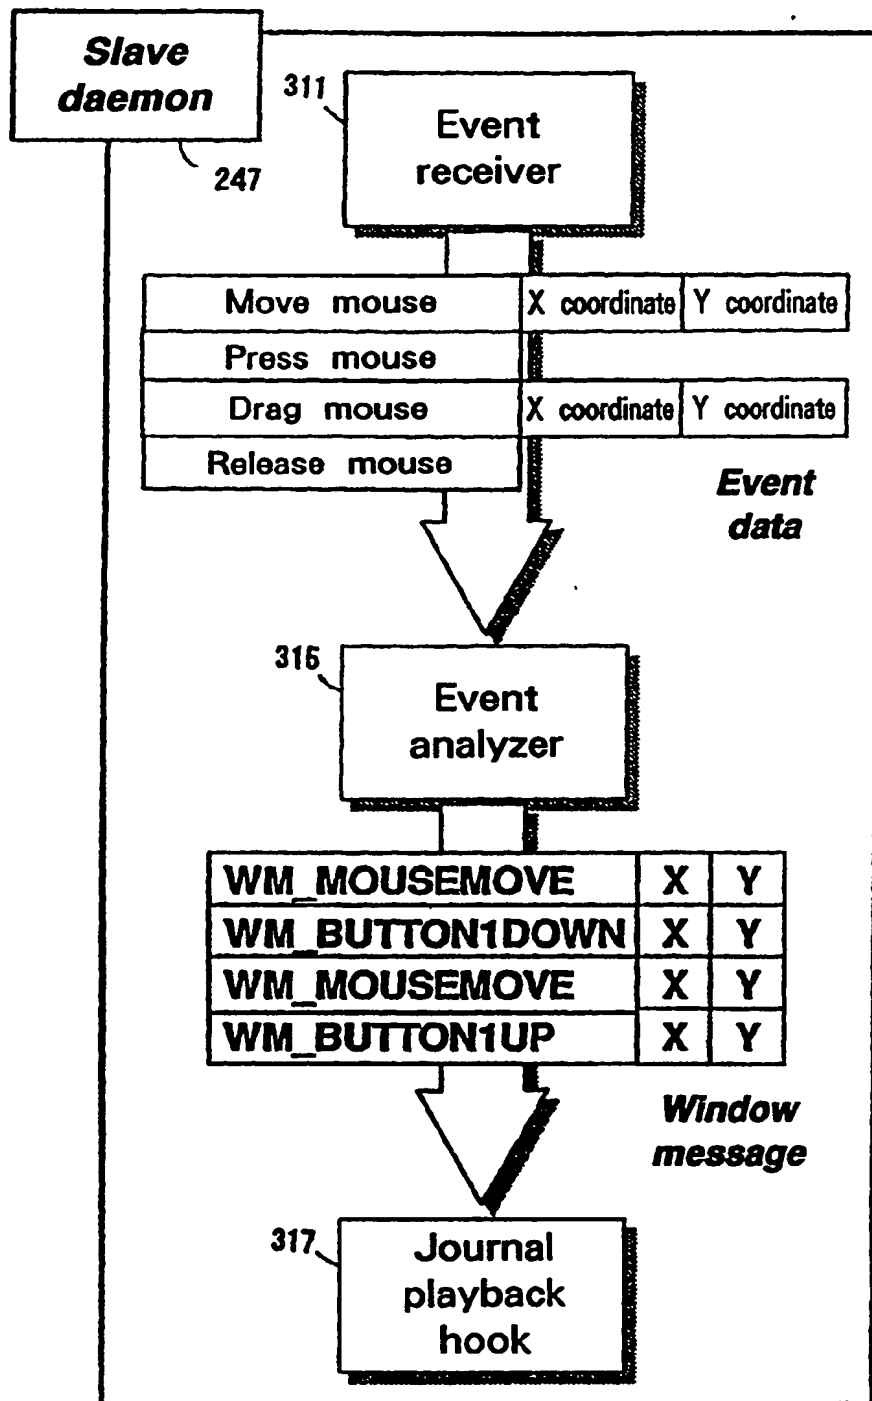 Slave
daemon
247
311
Event
receiver
Move mouse X coordinate Y coordinate
Press mouse
Drag mouse X coordinate Y coordinate
Release mouse
Event
data
315
Event
analyzer
WM_MOUSEMOVE X Y
WM_BUTTON1DOWN X Y
WM_MOUSEMOVE X Y
WM_BUTTON1UP X Y
Window
message
317
Journal
playback
hook